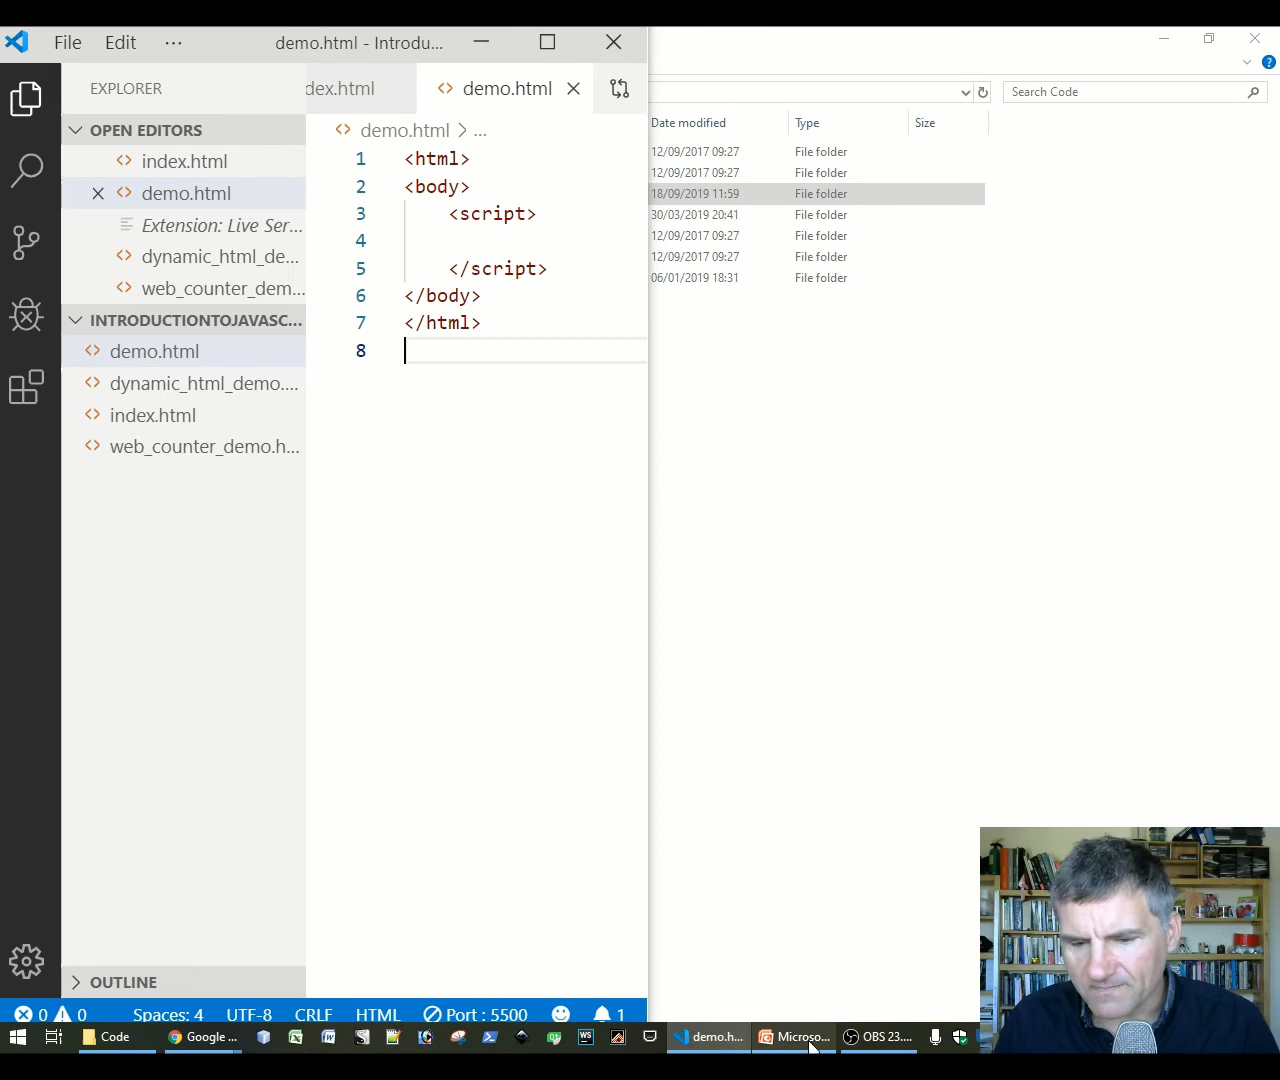 File Edit ··· demo.html - Introdu...
EXPLORER
OPEN EDITORS
index.html
demo.html
Extension: Live Ser...
dynamic_html_de...
web_counter_dem...
INTRODUCTIONTOJAVASC...
demo.html
dynamic_html_demo....
index.html
web_counter_demo.h...
OUTLINE
dex.html demo.html
demo.html > ...
1 <html>
2 <body>
3 <script>
4
5 </script>
6 </body>
7 </html>
8
Search Code
Date modified Type Size
12/09/2017 09:27 File folder
12/09/2017 09:27 File folder
18/09/2019 11:59 File folder
30/03/2019 20:41 File folder
12/09/2017 09:27 File folder
12/09/2017 09:27 File folder
06/01/2019 18:31 File folder
0 0 Spaces: 4 UTF-8 CRLF HTML Port : 5500 1
Code Google ... WS demo.h... Microso... OBS 23....